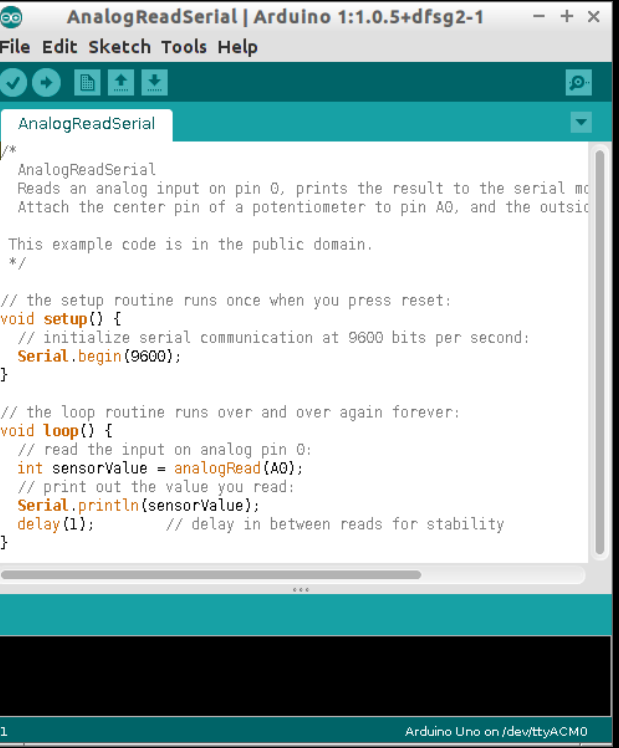 AnalogReadSerial | Arduino 1:1.0.5+dfsg2-1
File Edit Sketch Tools Help
AnalogReadSerial
/*
  AnalogReadSerial
  Reads an analog input on pin 0, prints the result to the serial
  Attach the center pin of a potentiometer to pin A0, and the

 This example code is in the public domain.
 */

// the setup routine runs once when you press reset:
void setup() {
  // initialize serial communication at 9600 bits per second:
  Serial.begin(9600);
}

// the loop routine runs over and over again forever:
void loop() {
  // read the input on analog pin 0:
  int sensorValue = analogRead(A0);
  // print out the value you read:
  Serial.println(sensorValue);
  delay(1);        // delay in between reads for stability
}
1
Arduino Uno on /dev/ttyACM0